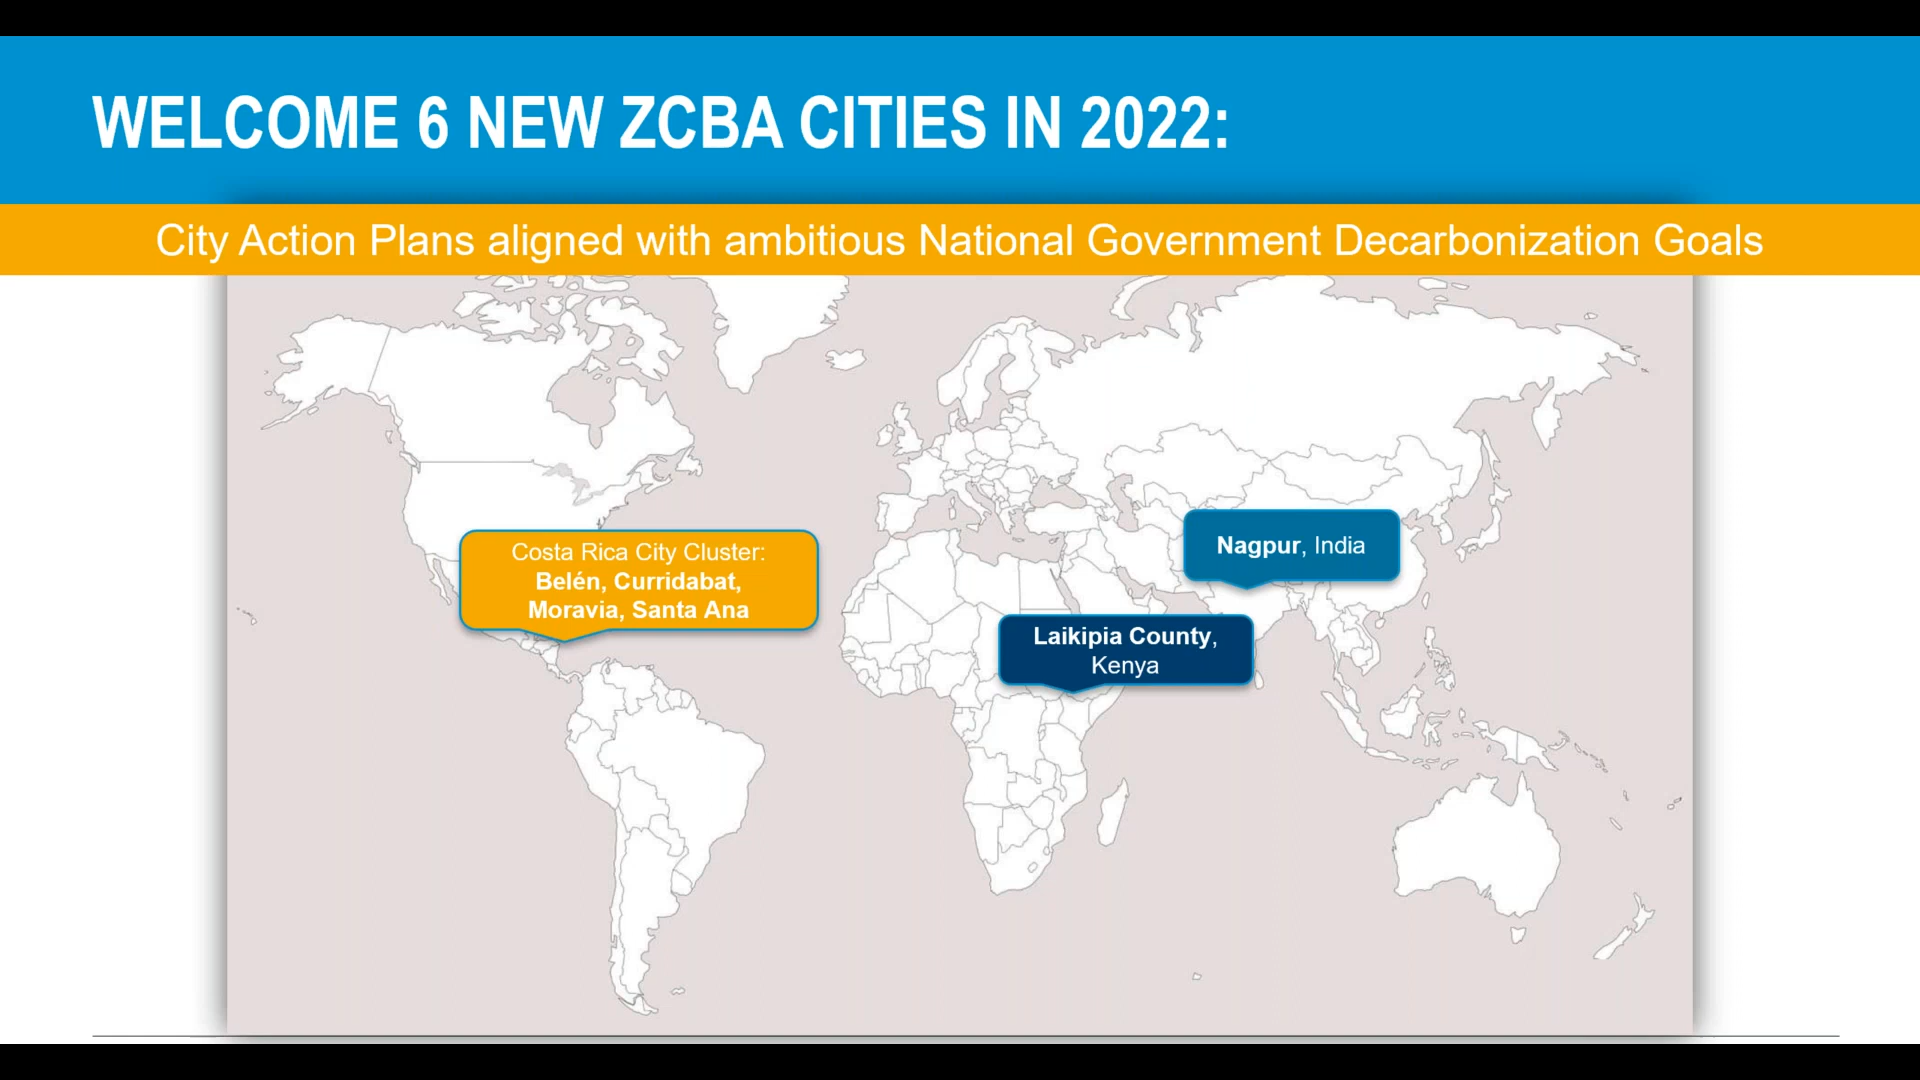 WELCOME 6 NEW ZCBA CITIES IN 2022:
City Action Plans aligned with ambitious National Government Decarbonization Goals
Costa Rica City Cluster:
Belén, Curridabat,
Moravia, Santa Ana
Nagpur, India
Laikipia County,
Kenya